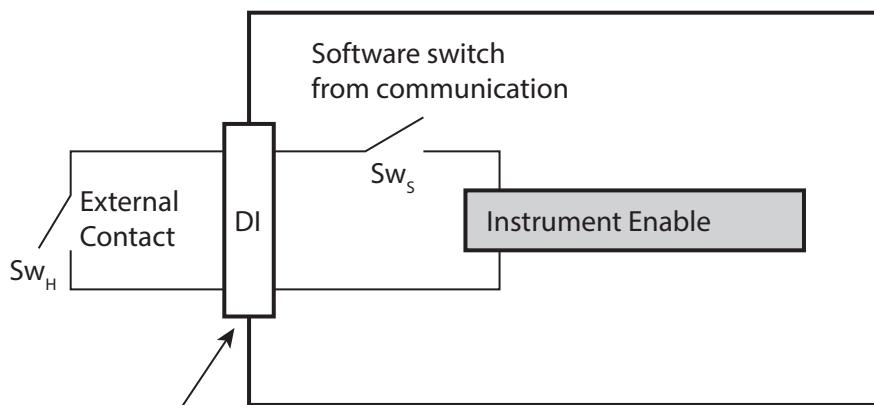 Software switch
from communication
Sw_S
External
Contact
DI
Instrument Enable
Sw_H